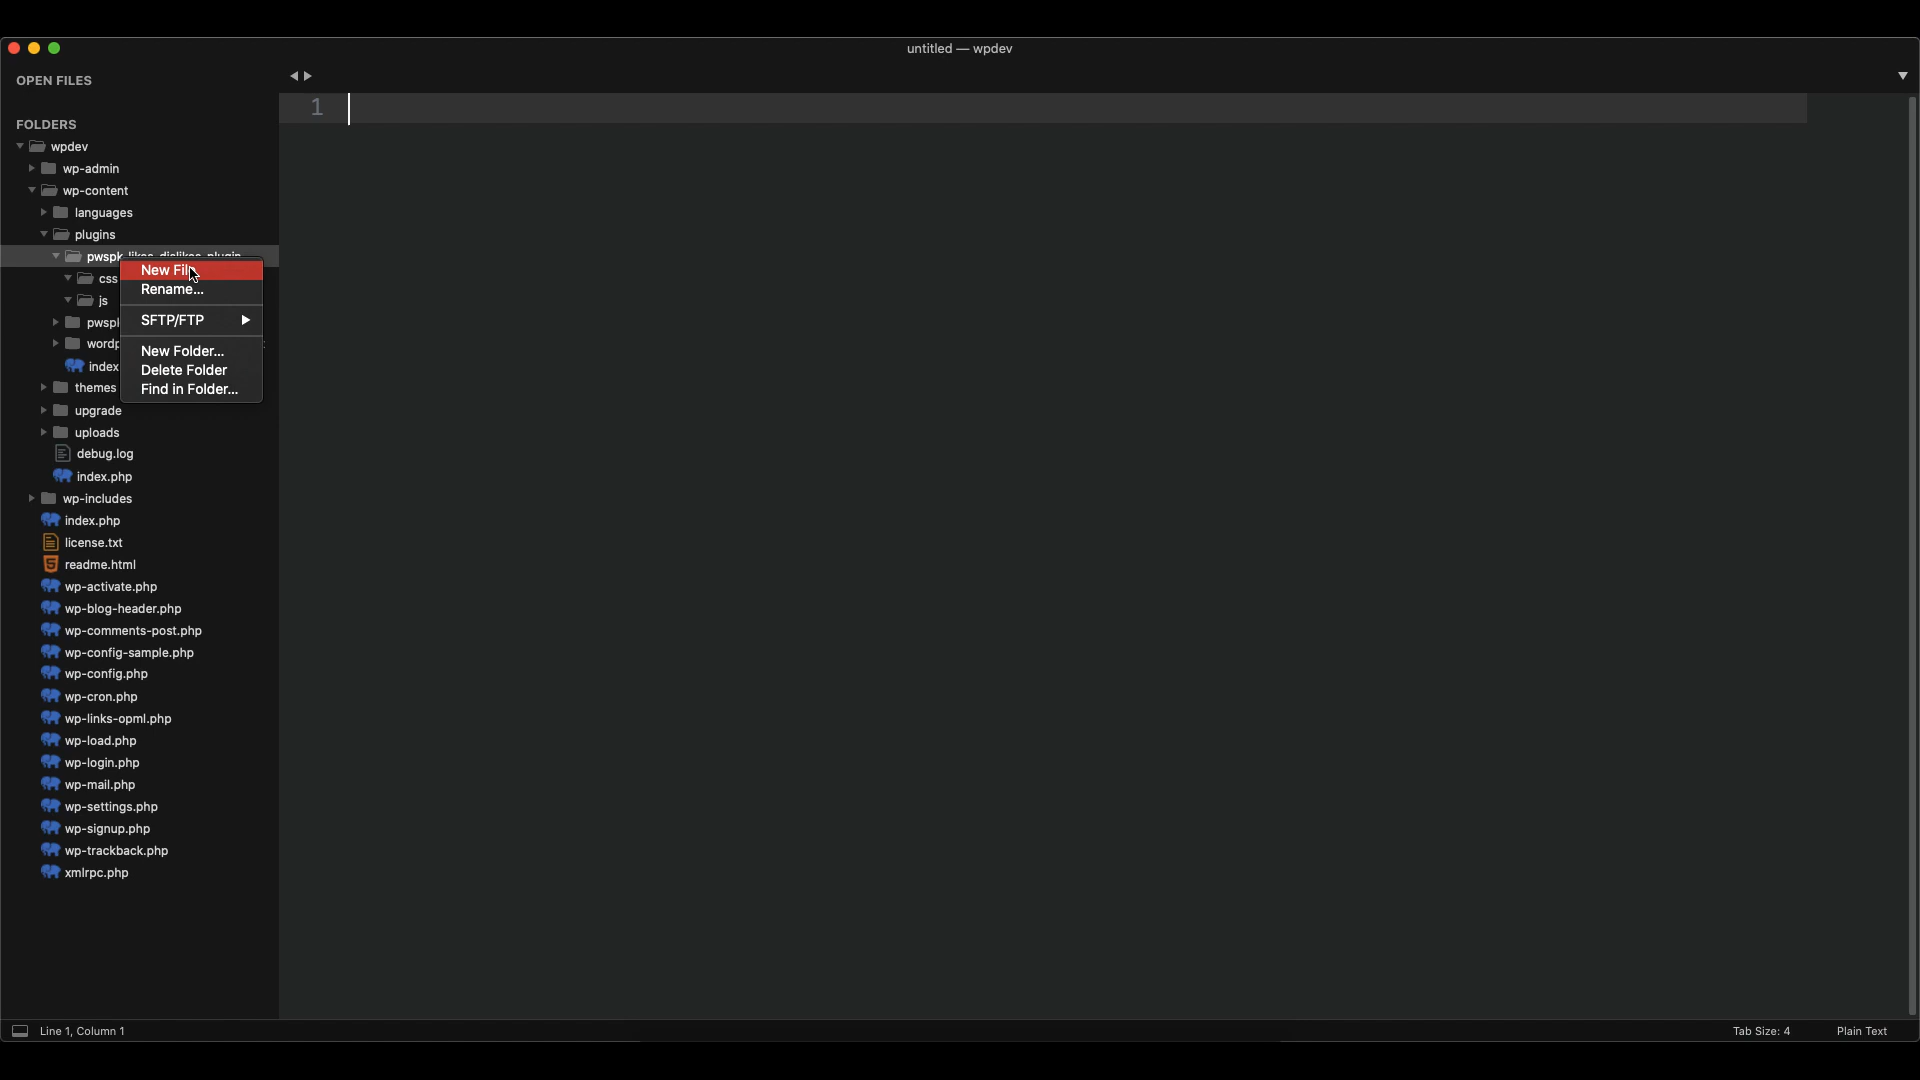 untitled — wpdev
OPEN FILES
1
FOLDERS
wpdev
wp-admin
wp-content
languages
plugins
New File
css
Rename...
js
SFTP/FTP
New Folder...
index
Delete Folder
themes
Find in Folder...
upgrade
uploads
debug.log
index.php
wp-includes
index.php
license.txt
readme.html
wp-activate.php
wp-blog-header.php
wp-comments-post.php
wp-config-sample.php
wp-config.php
wp-cron.php
wp-links-opml.php
wp-load.php
wp-login.php
wp-mail.php
wp-settings.php
wp-signup.php
wp-trackback.php
xmlrpc.php
Line 1, Column 1
Tab Size: 4
Plain Text